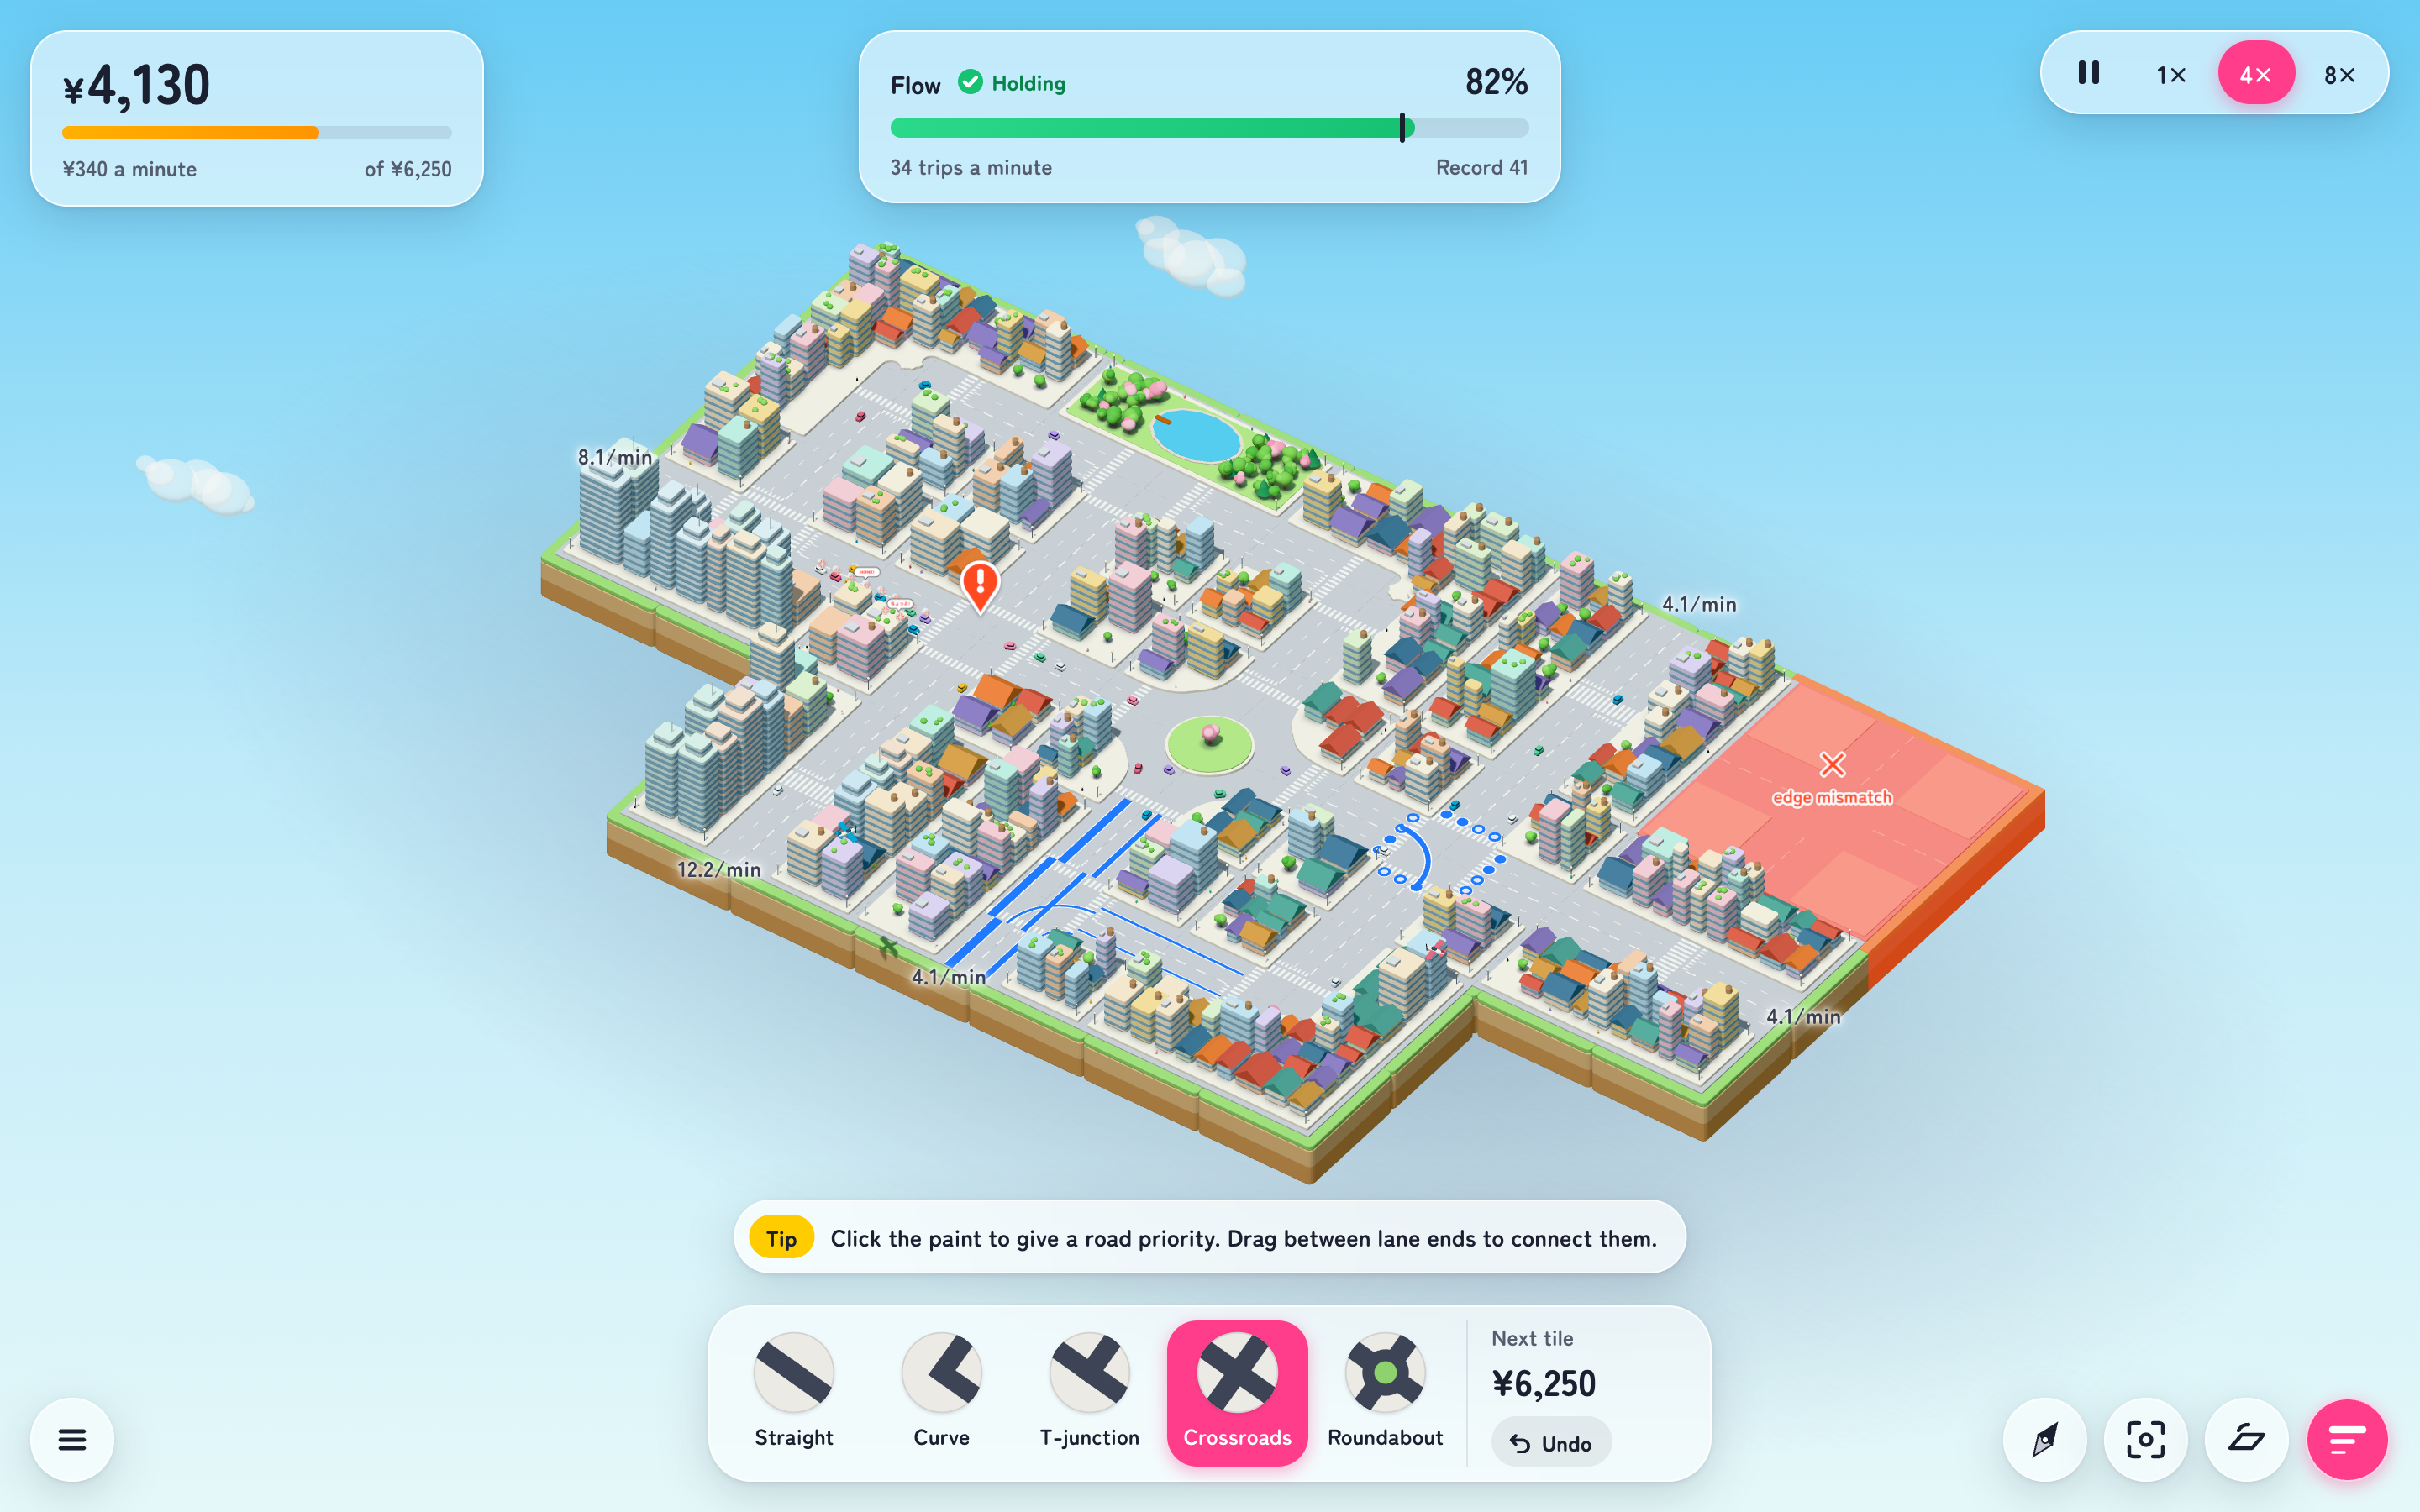 ¥4,130
¥340 a minute
of ¥6,250
Flow
Holding
82%
34 trips a minute
Record 41
1×
4×
8×
8.1/min
4.1/min
edge mismatch
12.2/min
4.1/min
4.1/min
Tip
Click the paint to give a road priority. Drag between lane ends to connect them.
Straight
Curve
T-junction
Crossroads
Roundabout
Next tile
¥6,250
Undo